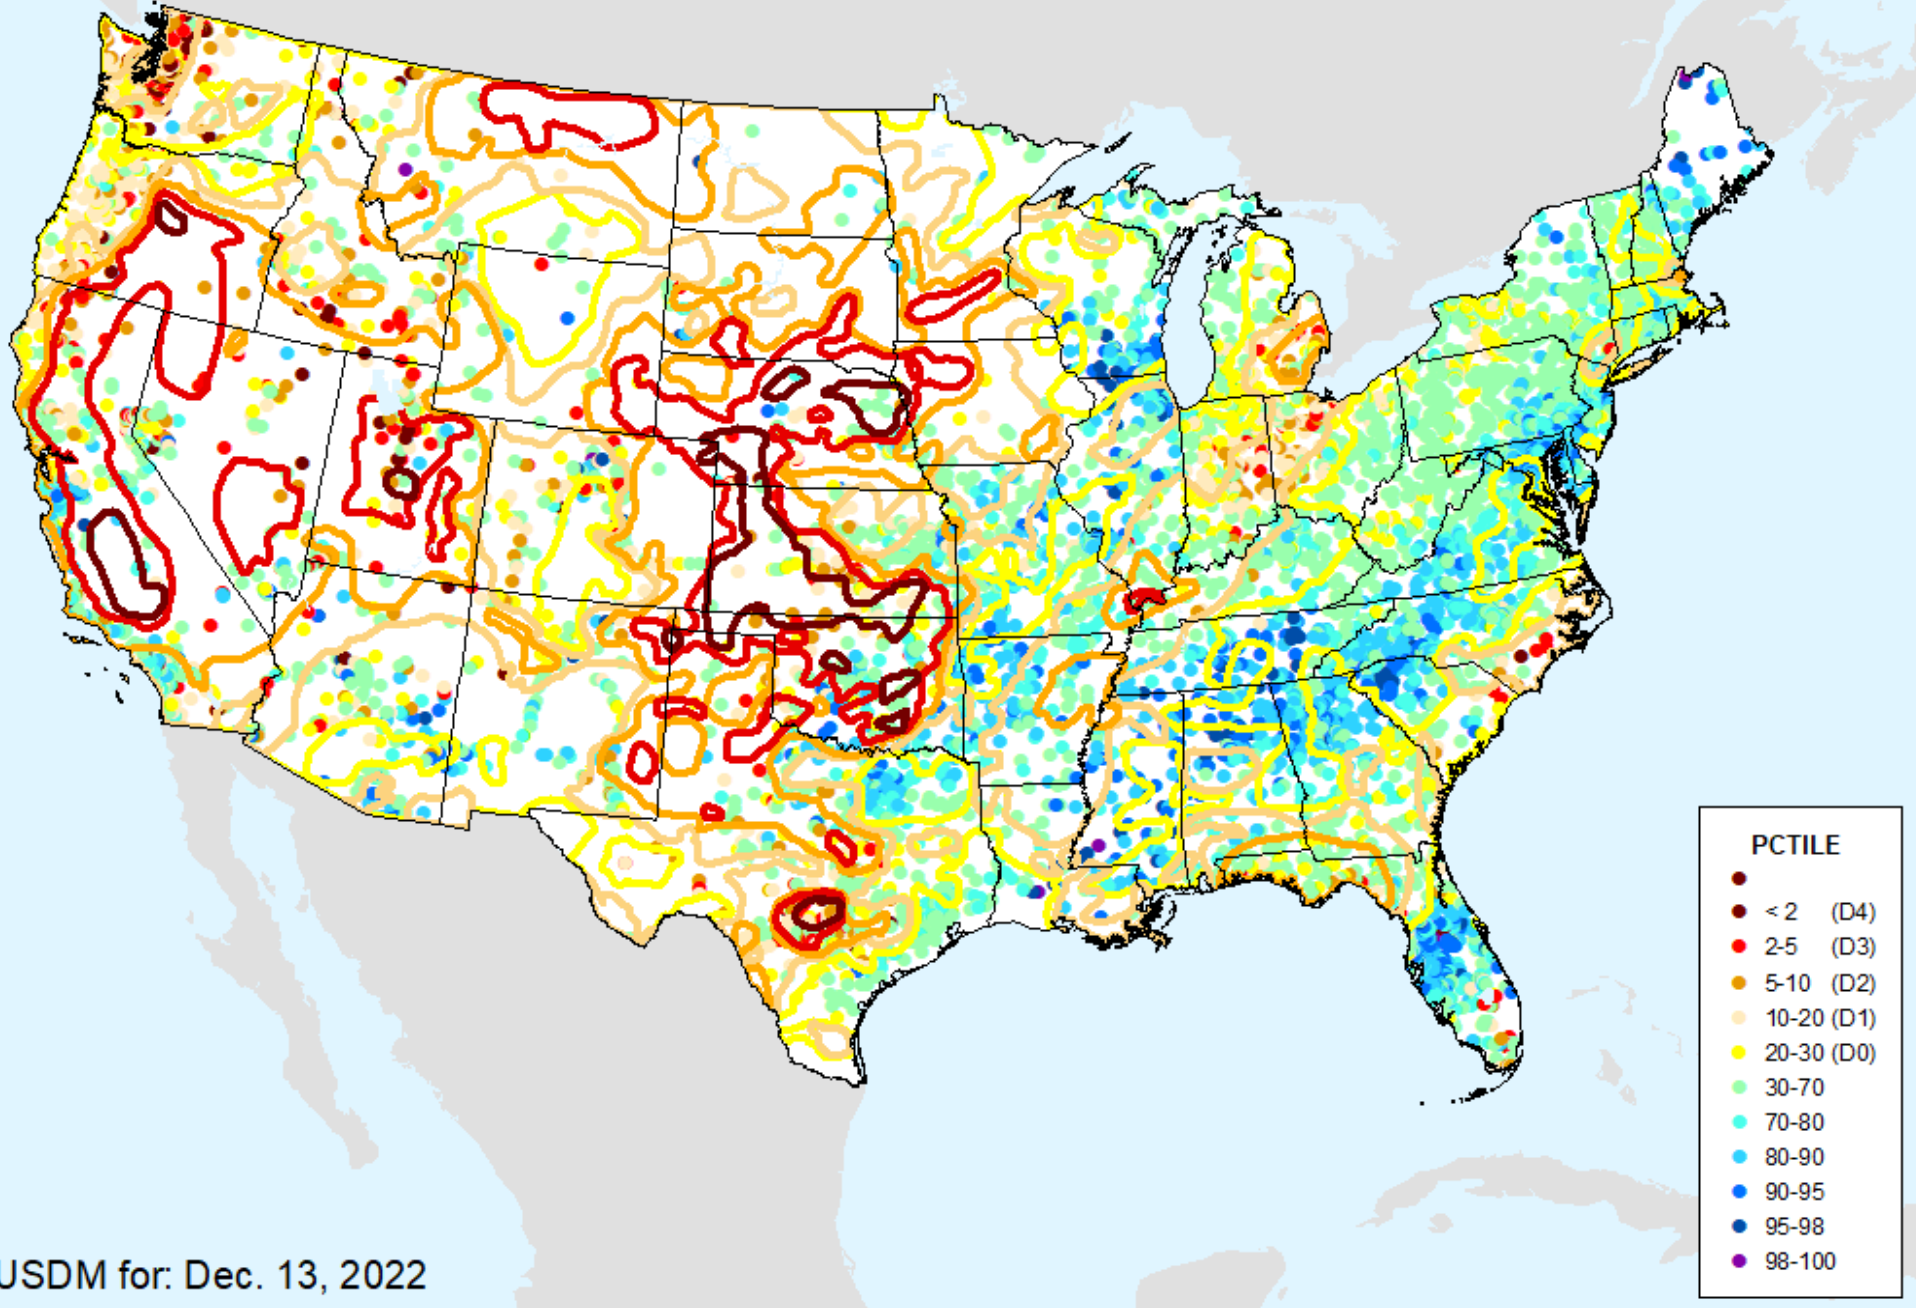 PCTILE
< 2 (D4)
2-5 (D3)
5-10 (D2)
10-20 (D1)
20-30 (D0)
30-70
70-80
80-90
90-95
95-98
98-100
USDM for: Dec. 13, 2022